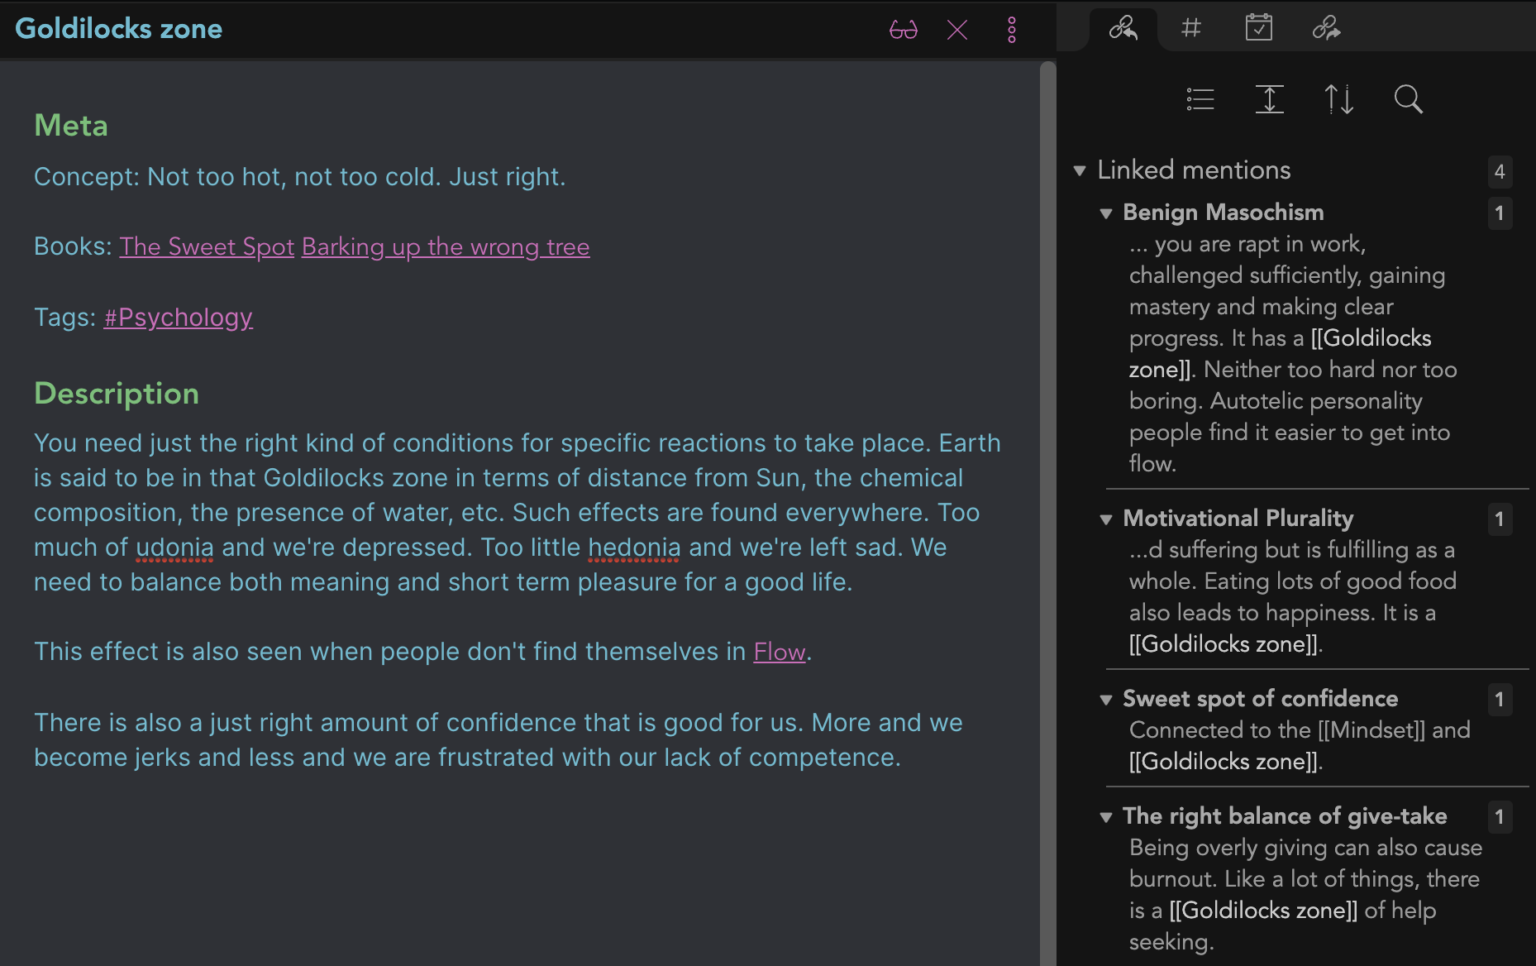 Goldilocks zone
Meta
Concept: Not too hot, not too cold. Just right.
Books: The Sweet Spot Barking up the wrong tree
Tags: #Psychology
Description
You need just the right kind of conditions for specific reactions to take place. Earth
is said to be in that Goldilocks zone in terms of distance from Sun, the chemical
composition, the presence of water, etc. Such effects are found everywhere. Too
much of udonia and we're depressed. Too little hedonia and we're left sad. We
need to balance both meaning and short term pleasure for a good life.
This effect is also seen when people don't find themselves in Flow.
There is also a just right amount of confidence that is good for us. More and we
become jerks and less and we are frustrated with our lack of competence.
#
Linked mentions 4
Benign Masochism 1
... you are rapt in work,
challenged sufficiently, gaining
mastery and making clear
progress. It has a [[Goldilocks
zone]]. Neither too hard nor too
boring. Autotelic personality
people find it easier to get into
flow.
Motivational Plurality 1
...d suffering but is fulfilling as a
whole. Eating lots of good food
also leads to happiness. It is a
[[Goldilocks zone]].
Sweet spot of confidence 1
Connected to the [[Mindset]] and
[[Goldilocks zone]].
The right balance of give-take 1
Being overly giving can also cause
burnout. Like a lot of things, there
is a [[Goldilocks zone]] of help
seeking.